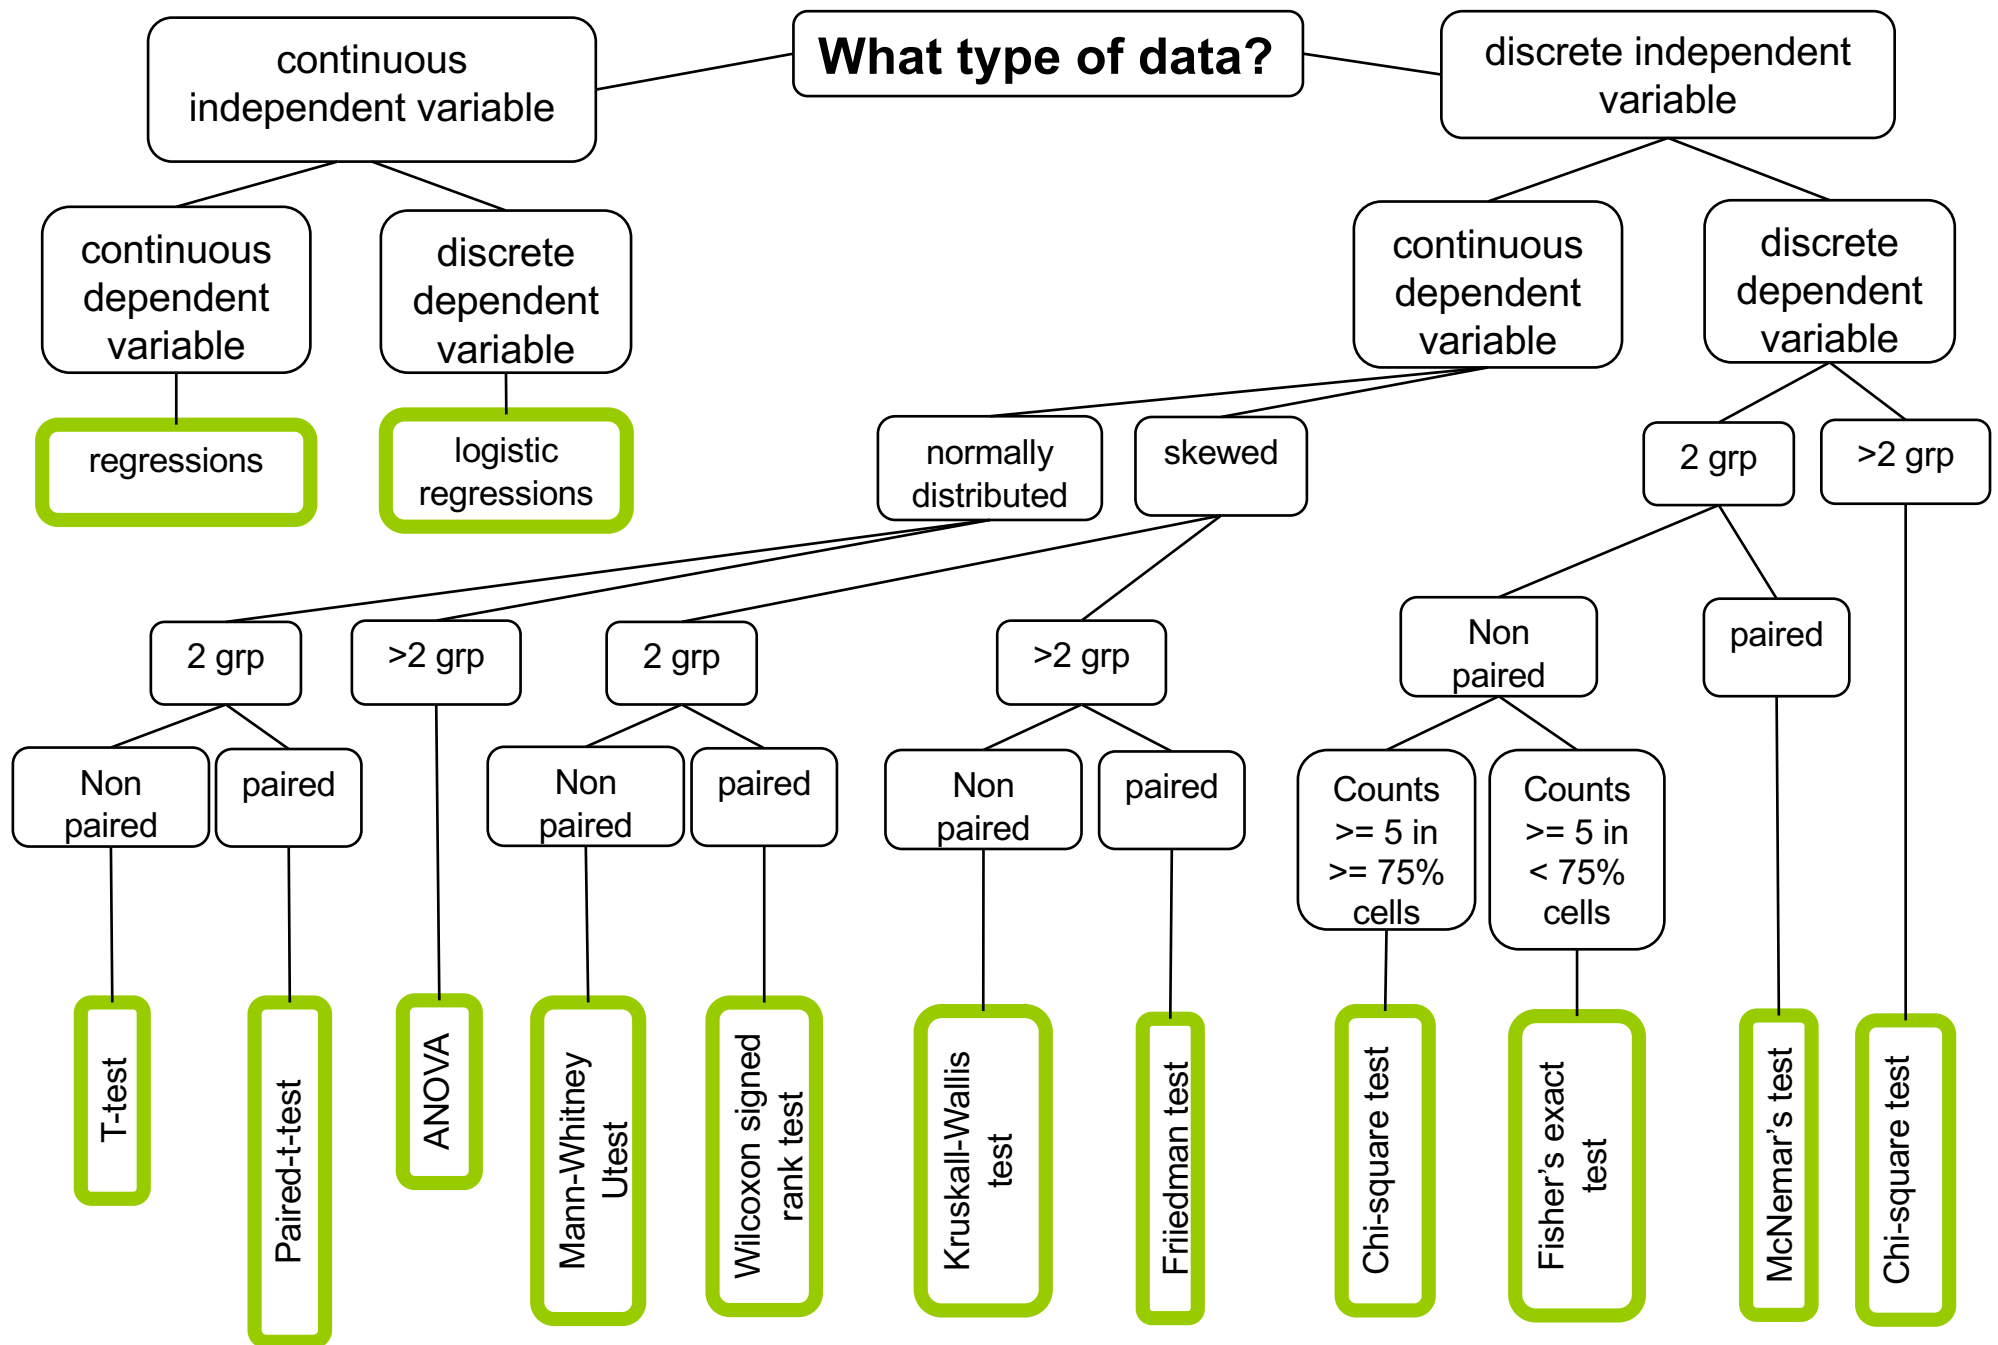 What type of data?
continuous
independent variable
discrete independent
variable
continuous
dependent
variable
discrete
dependent
variable
continuous
dependent
variable
discrete
dependent
variable
regressions
logistic
regressions
normally
distributed
skewed
2 grp
>2 grp
2 grp
>2 grp
2 grp
>2 grp
Non
paired
paired
Non
paired
paired
Non
paired
paired
Non
paired
paired
Counts
>= 5 in
>= 75%
cells
Counts
>= 5 in
< 75%
cells
T-test
Paired-t-test
ANOVA
Mann-Whitney
Utest
Wilcoxon signed
rank test
Kruskall-Wallis
test
Friiedman test
Chi-square test
Fisher’s exact
test
McNemar’s test
Chi-square test